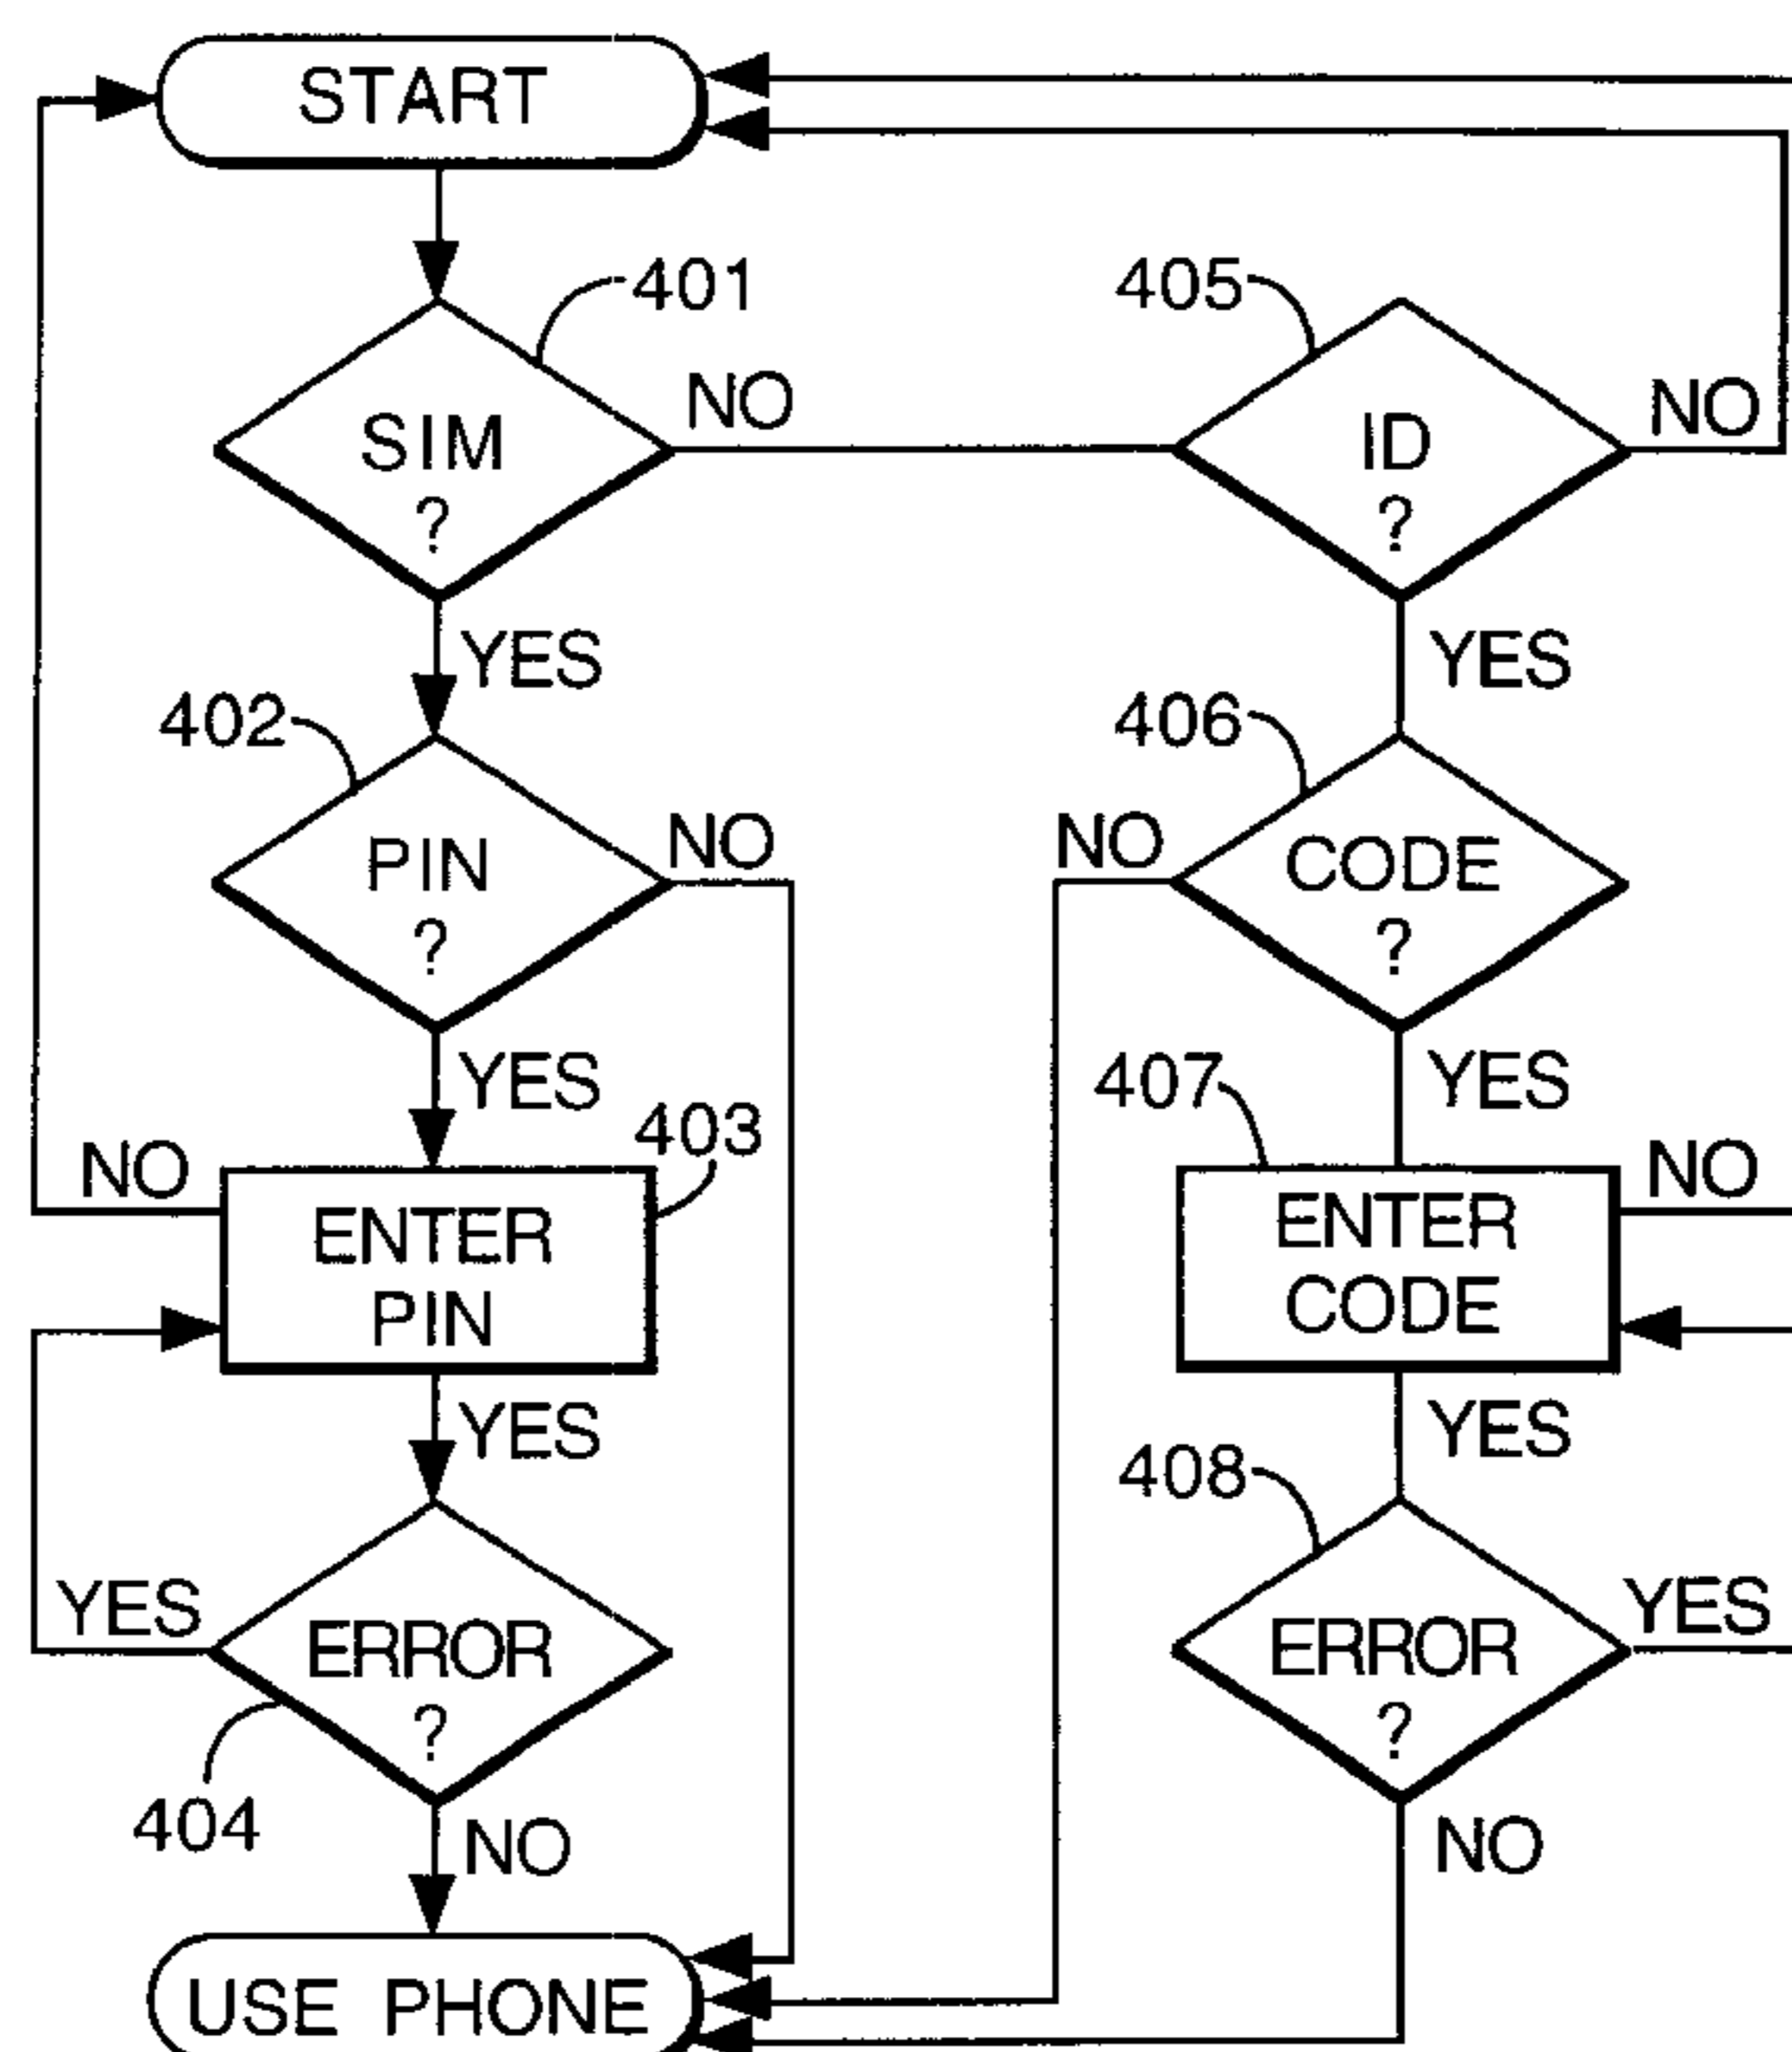 START
401
405
SIM
?
NO
ID
?
NO
YES
YES
402
406
PIN
?
NO
NO
CODE
?
YES
YES
403
407
NO
ENTER
PIN
ENTER
CODE
NO
YES
YES
408
YES
ERROR
?
404
ERROR
?
YES
NO
NO
USE PHONE